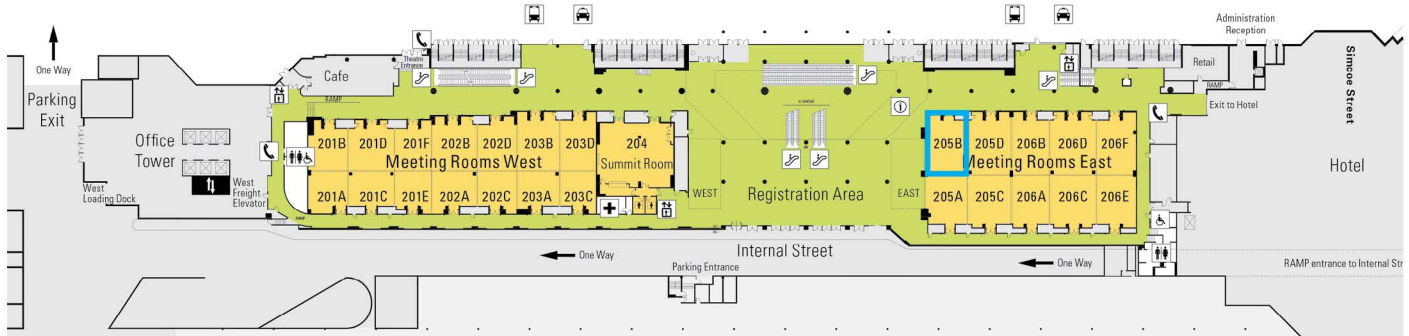 Administration
Reception
One Way
Parking
Exit
Theatre
Entrance
Cafe
RAMP
Retail
RAMP
Exit to Hotel
Simcoe Street
Hotel
Office
Tower
West
Loading Dock
West
Freight
Elevator
201B 201D 201F 202B 202D 203B 203D
204
Summit Room
Meeting Rooms West
201A 201C 201E 202A 202C 203A 203C
RAMP
WEST
Registration Area
EAST
205B 205D 206B 206D 206F
Meeting Rooms East
205A 205C 206A 206C 206E
Internal Street
One Way
One Way
Parking Entrance
RAMP entrance to Internal Str